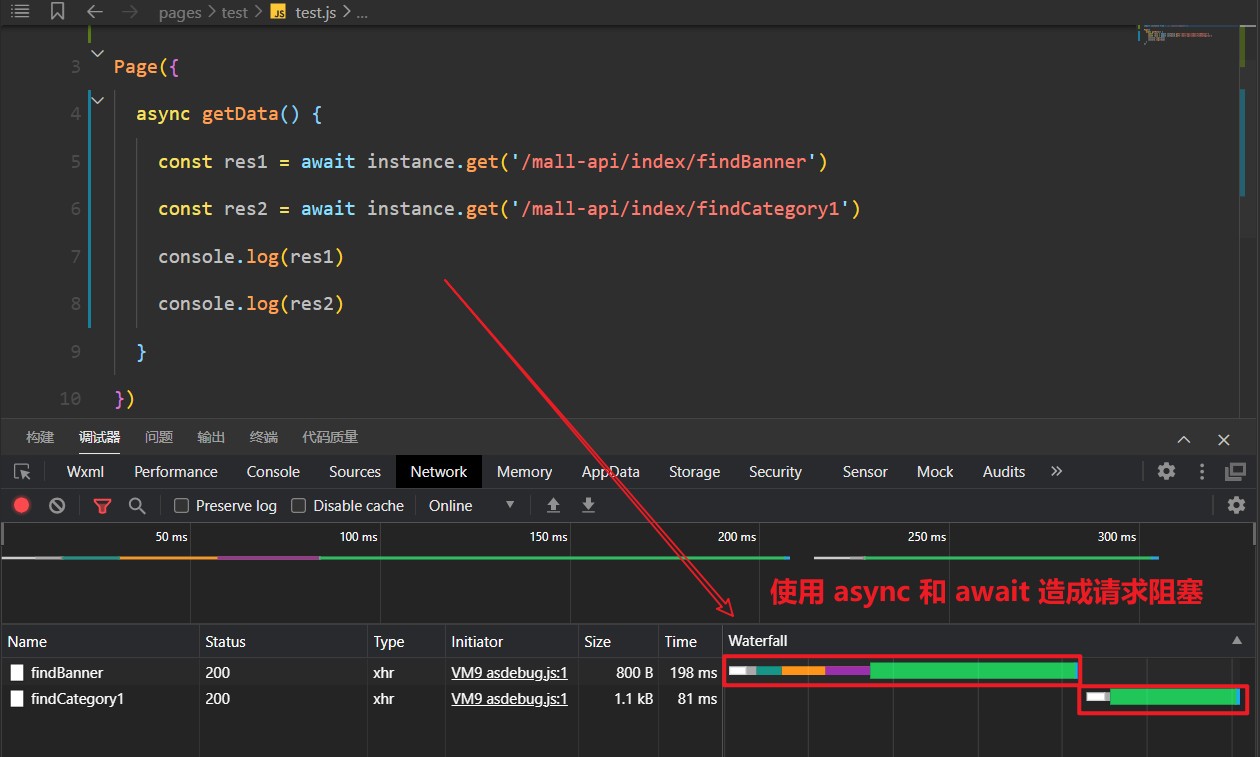 pages > test > JS test.js > ...
3 Page({
4 async getData() {
5 const res1 = await instance.get('/mall-api/index/findBanner')
6 const res2 = await instance.get('/mall-api/index/findCategory1')
7 console.log(res1)
8 console.log(res2)
9 }
10 })
构建 调试器 问题 输出 终端 代码质量
Wxml Performance Console Sources Network Memory AppData Storage Security Sensor Mock Audits »
Preserve log Disable cache Online
50 ms 100 ms 150 ms 200 ms 250 ms 300 ms
使用 async 和 await 造成请求阻塞
Name Status Type Initiator Size Time Waterfall
findBanner 200 xhr VM9 asdebug.js:1 800 B 198 ms
findCategory1 200 xhr VM9 asdebug.js:1 1.1 kB 81 ms